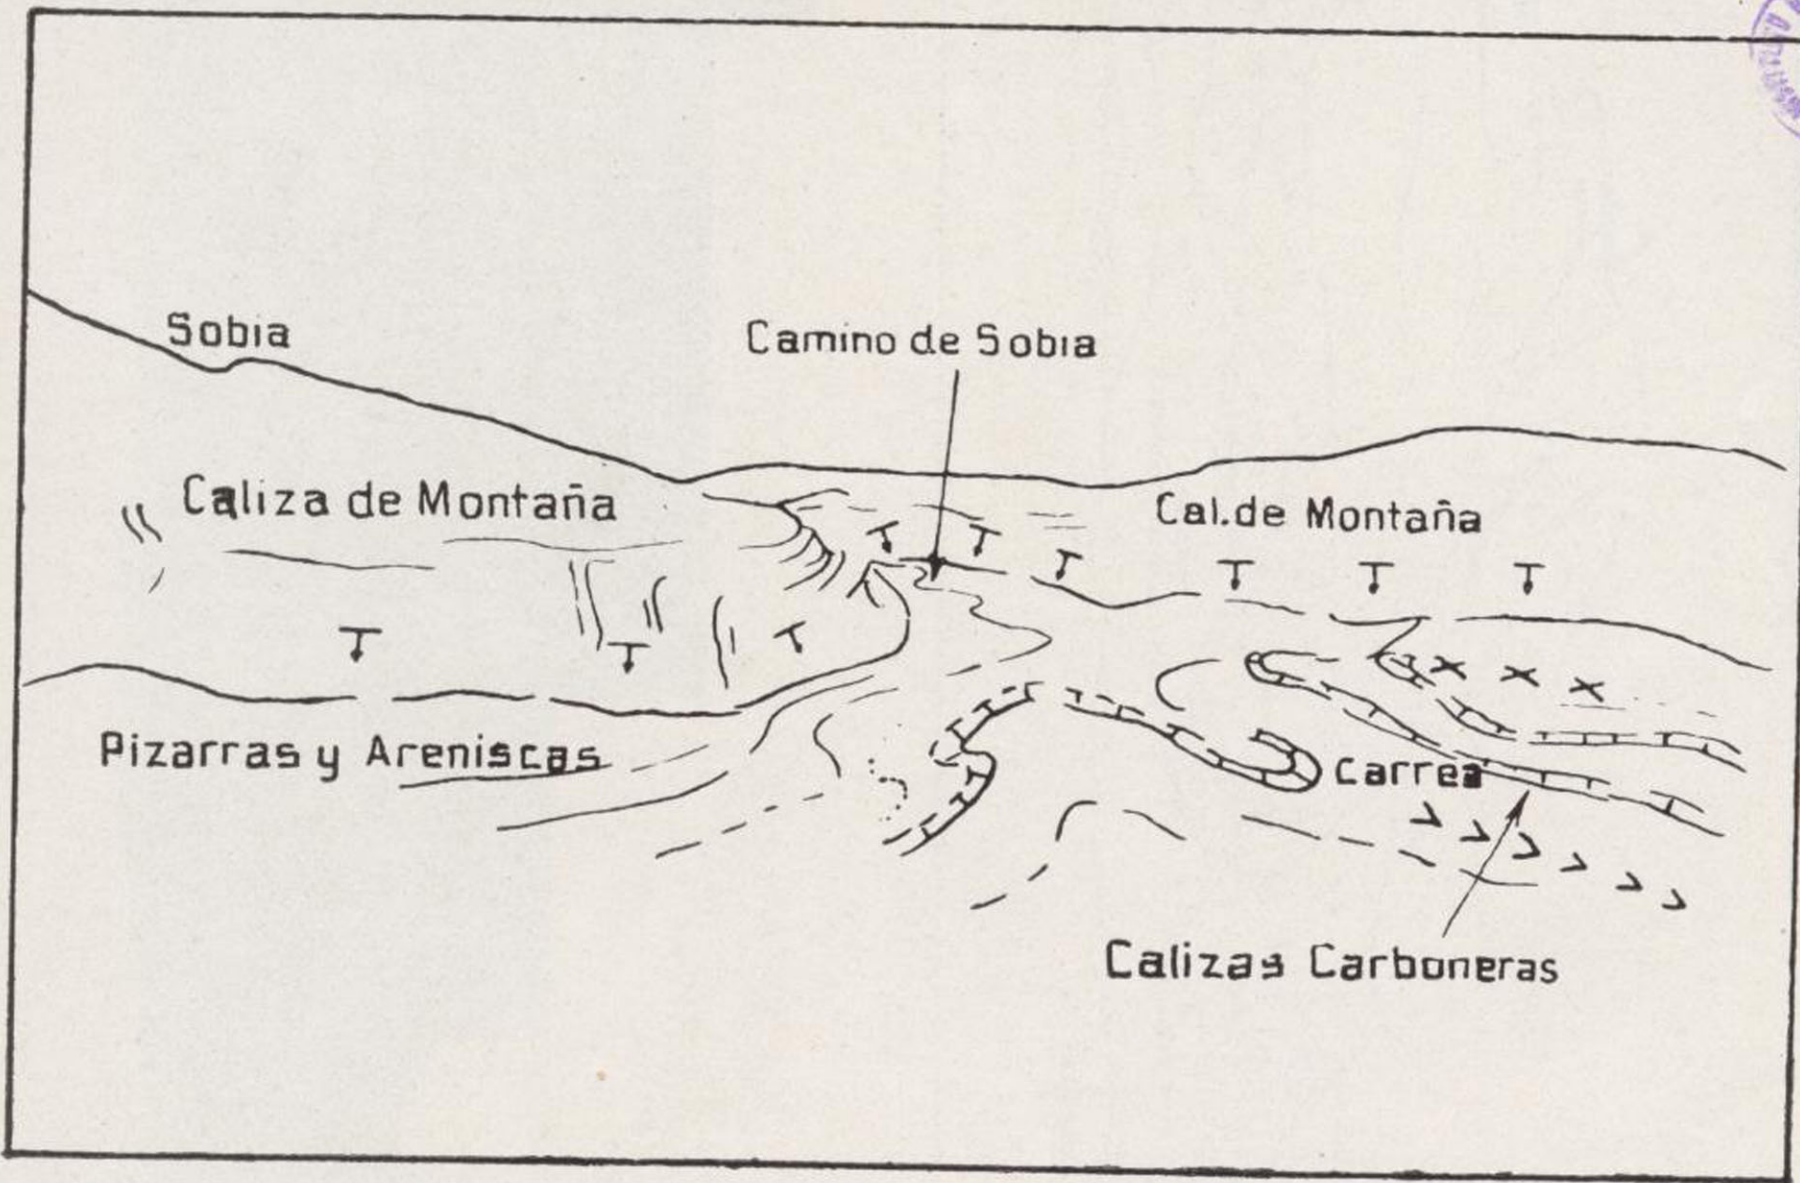 Sobia
Camino de Sobia
Caliza de Montaña
Cal. de Montaña
Pizarras y Areniscas
Carrea
Calizas Carboneras